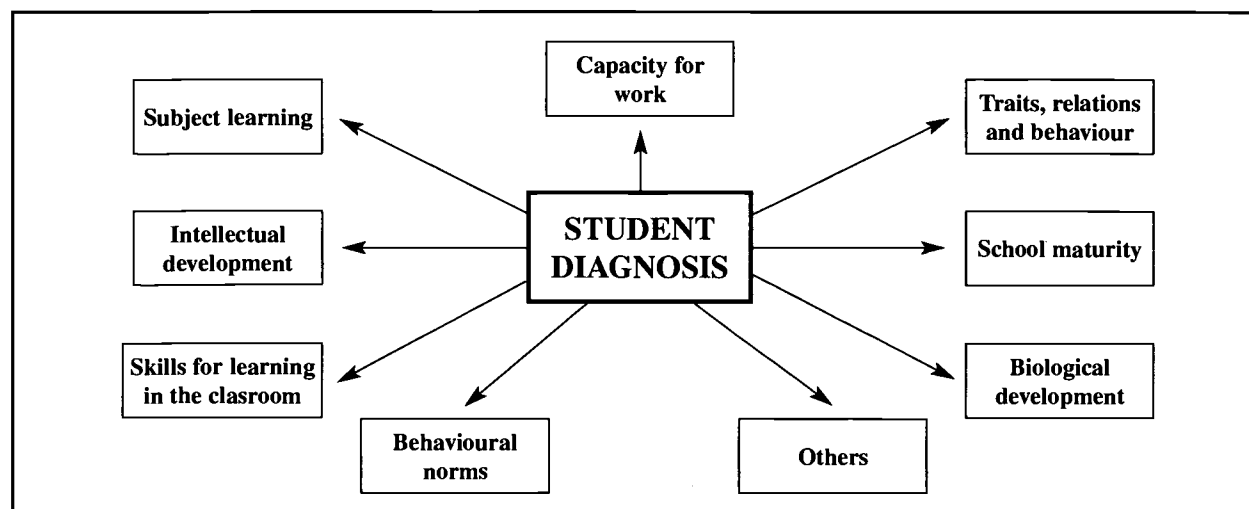 Capacity for
work
Subject learning
Traits, relations
and behaviour
STUDENT
DIAGNOSIS
Intellectual
development
School maturity
Skills for learning
in the clasroom
Biological
development
Behavioural
norms
Others